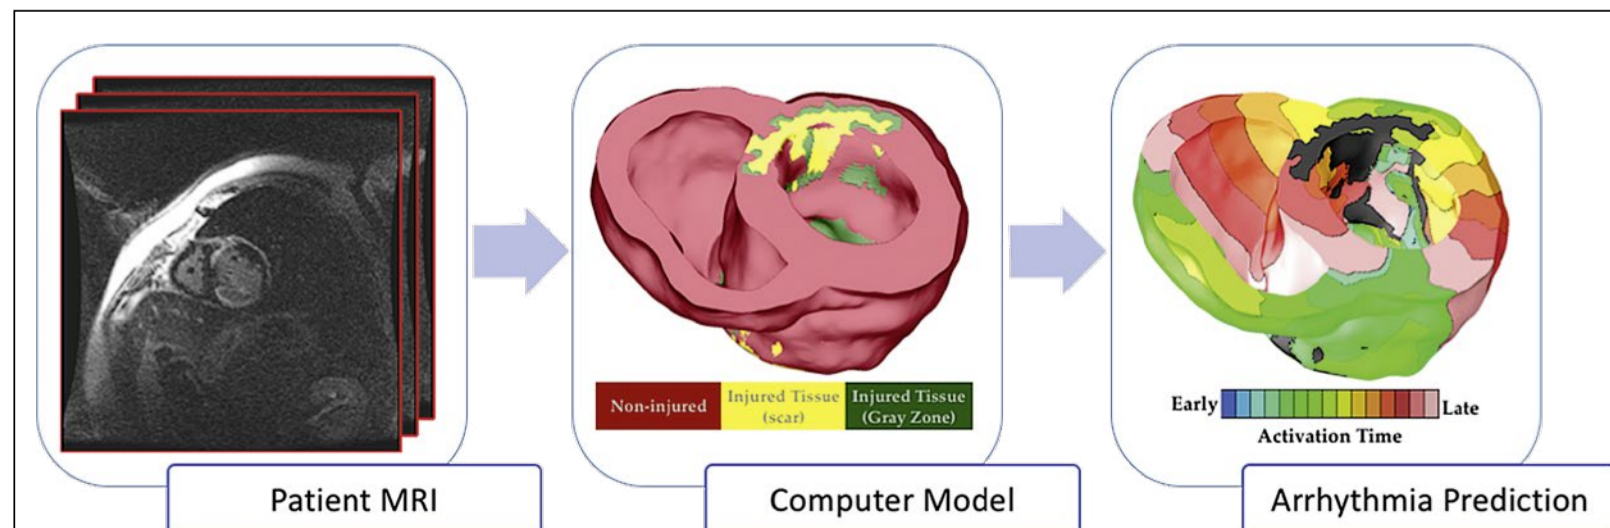 Non-injured
Injured Tissue
(scar)
Injured Tissue
(Gray Zone)
Early
Late
Activation Time
Patient MRI
Computer Model
Arrhythmia Prediction